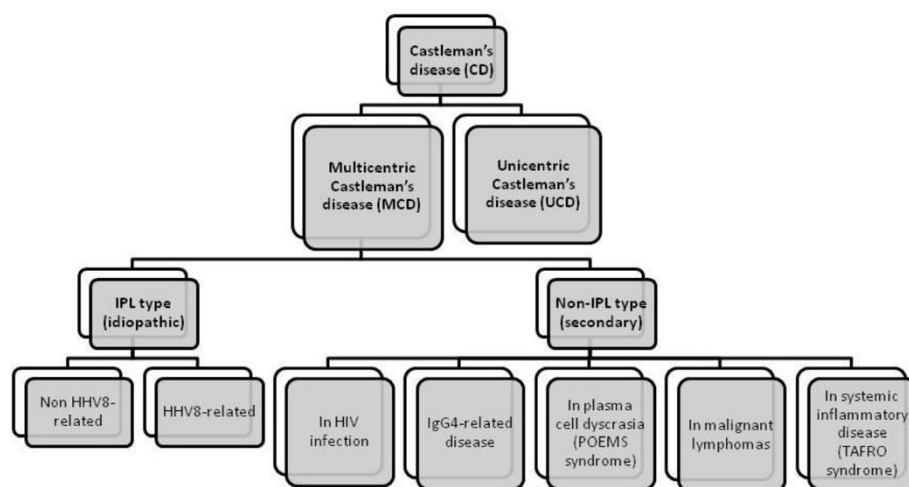 Castleman's
disease (CD)
Multicentric
Castleman's
disease (MCD)
Unicentric
Castleman's
disease (UCD)
IPL type
(idiopathic)
Non-IPL type
(secondary)
Non HHV8-
related
HHV8-related
In HIV
infection
IgG4-related
disease
In plasma
cell dyscrasia
(POEMS
syndrome)
In malignant
lymphomas
In systemic
inflammatory
disease
(TAFRO
syndrome)